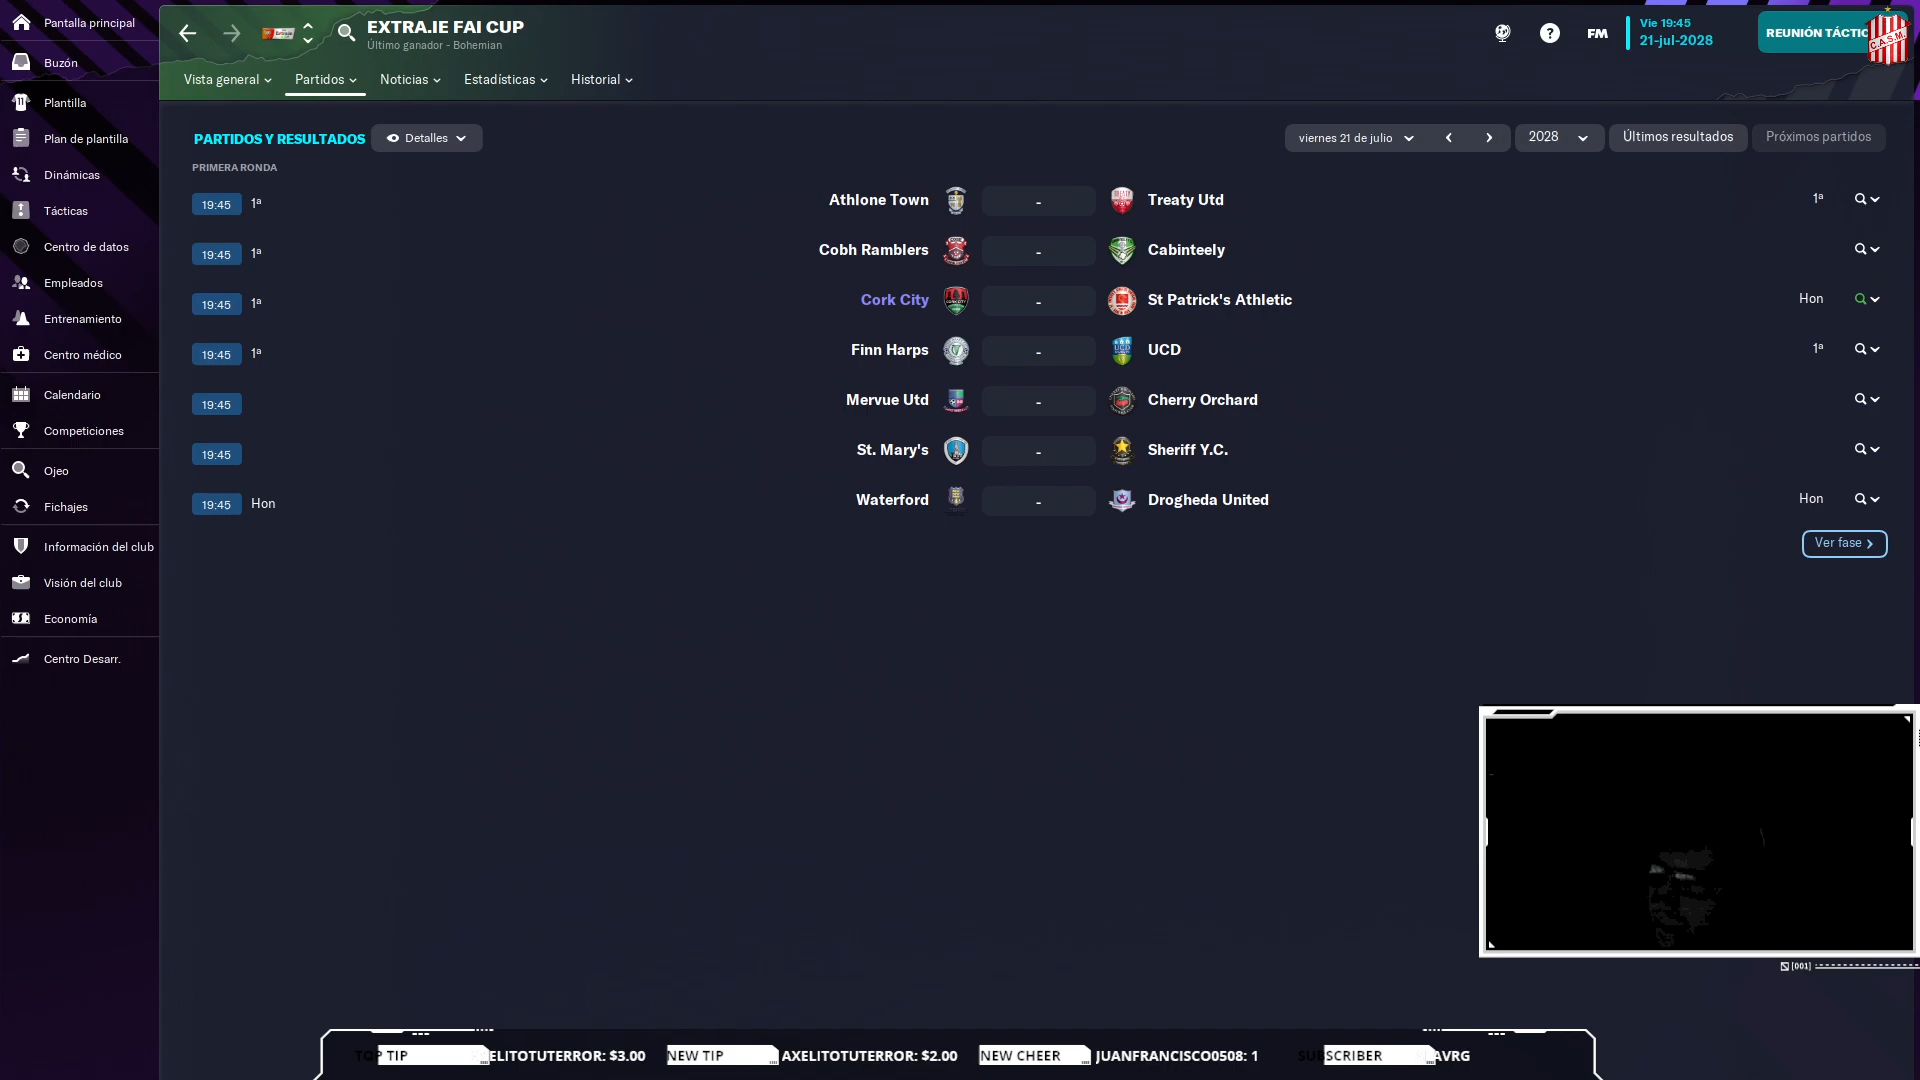 Pantalla principal
Buzón
Plantilla
Plan de plantilla
Dinámicas
Tácticas
Centro de datos
Empleados
Entrenamiento
Centro médico
Calendario
Competiciones
Ojeo
Fichajes
Información del club
Visión del club
Economía
Centro Desarr.
EXTRA.IE FAI CUP
Último ganador - Bohemian
FM
Vie 19:45
21-jul-2028
REUNIÓN TÁCTIC
C.A.S.M.
Vista general
Partidos
Noticias
Estadísticas
Historial
PARTIDOS Y RESULTADOS
Detalles
viernes 21 de julio
2028
Últimos resultados
Próximos partidos
PRIMERA RONDA
19:45 1ª Athlone Town - Treaty Utd 1ª
19:45 1ª Cobh Ramblers - Cabinteely
19:45 1ª Cork City - St Patrick's Athletic Hon
19:45 1ª Finn Harps - UCD 1ª
19:45 Mervue Utd - Cherry Orchard
19:45 St. Mary's - Sheriff Y.C.
19:45 Hon Waterford - Drogheda United Hon
Ver fase
[001]
TOP TIP ELITOTUTERROR: $3.00 NEW TIP AXELITOTUTERROR: $2.00 NEW CHEER JUANFRANCISCO0508: 1 SUBSCRIBER AVRG